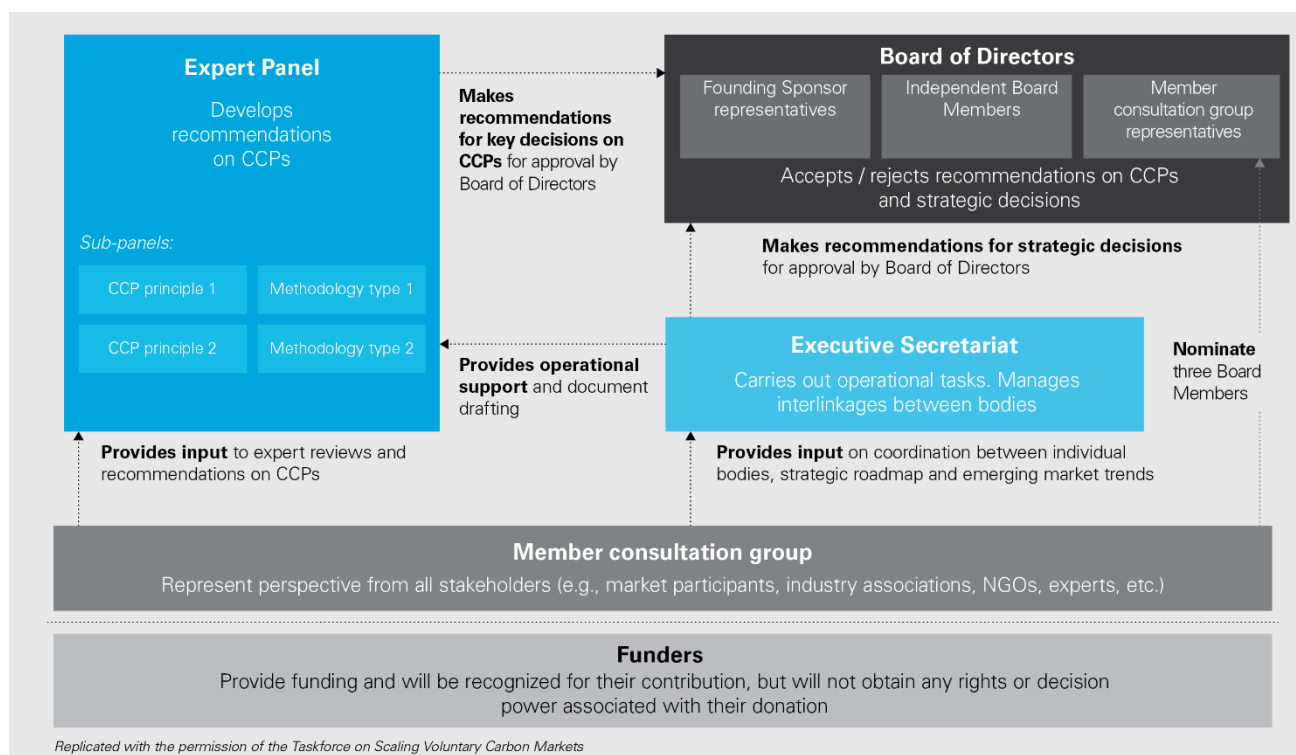 Expert Panel
Develops
recommendations
on CCPs
Sub-panels:
CCP principle 1
Methodology type 1
CCP principle 2
Methodology type 2
Makes
recommendations
for key decisions on
CCPs for approval by
Board of Directors
Board of Directors
Founding Sponsor
representatives
Independent Board
Members
Member
consultation group
representatives
Accepts / rejects recommendations on CCPs
and strategic decisions
Makes recommendations for strategic decisions
for approval by Board of Directors
Executive Secretariat
Carries out operational tasks. Manages
interlinkages between bodies
Provides operational
support and document
drafting
Nominate
three Board
Members
Provides input to expert reviews and
recommendations on CCPs
Provides input on coordination between individual
bodies, strategic roadmap and emerging market trends
Member consultation group
Represent perspective from all stakeholders (e.g., market participants, industry associations, NGOs, experts, etc.)
Funders
Provide funding and will be recognized for their contribution, but will not obtain any rights or decision
power associated with their donation
Replicated with the permission of the Taskforce on Scaling Voluntary Carbon Markets